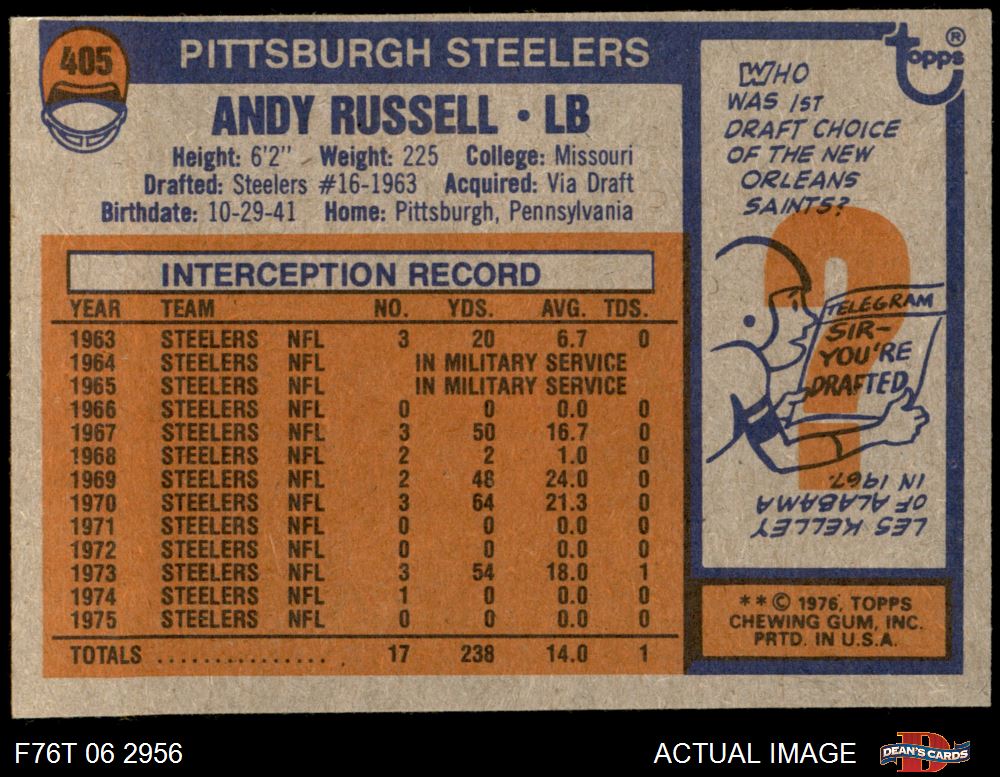 405
PITTSBURGH STEELERS
ANDY RUSSELL • LB
Height: 6'2" Weight: 225 College: Missouri
Drafted: Steelers #16-1963 Acquired: Via Draft
Birthdate: 10-29-41 Home: Pittsburgh, Pennsylvania
INTERCEPTION RECORD
YEAR TEAM NO. YDS. AVG. TDS.
1963 STEELERS NFL 3 20 6.7 0
1964 STEELERS NFL IN MILITARY SERVICE
1965 STEELERS NFL IN MILITARY SERVICE
1966 STEELERS NFL 0 0 0.0 0
1967 STEELERS NFL 3 50 16.7 0
1968 STEELERS NFL 2 2 1.0 0
1969 STEELERS NFL 2 48 24.0 0
1970 STEELERS NFL 3 64 21.3 0
1971 STEELERS NFL 0 0 0.0 0
1972 STEELERS NFL 0 0 0.0 0
1973 STEELERS NFL 3 54 18.0 1
1974 STEELERS NFL 1 0 0.0 0
1975 STEELERS NFL 0 0 0.0 0
TOTALS ................ 17 238 14.0 1
topps ®
WHO
WAS 1ST
DRAFT CHOICE
OF THE NEW
ORLEANS
SAINTS?
?
TELEGRAM
SIR-
YOU'RE
DRAFTED
LES KELLEY
OF ALABAMA
IN 1967.
** © 1976, TOPPS
CHEWING GUM, INC.
PRTD. IN U.S.A.
F76T 06 2956
ACTUAL IMAGE
D
DEAN'S CARDS